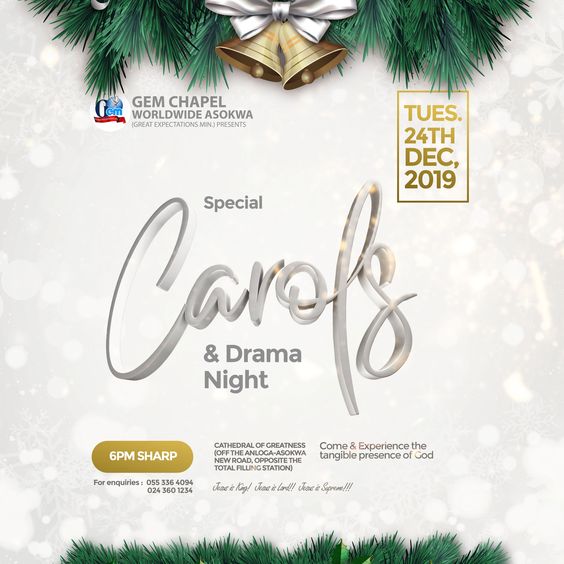 Gem
GEM CHAPEL
WORLDWIDE ASOKWA
(GREAT EXPECTATIONS MIN.) PRESENTS
TUES.
24TH
DEC,
2019
Special
Carols
& Drama
Night
6PM SHARP
For enquiries : 055 336 4094
024 360 1234
CATHEDRAL OF GREATNESS
(OFF THE ANLOGA-ASOKWA
NEW ROAD, OPPOSITE THE
TOTAL FILLING STATION)
Come & Experience the
tangible presence of God
Jesus is King! Jesus is Lord!! Jesus is Supreme!!!